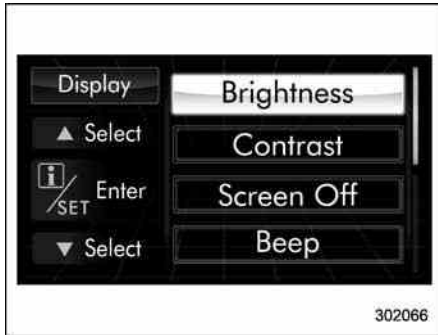 Display
▲ Select
i/SET Enter
▼ Select
Brightness
Contrast
Screen Off
Beep
302066